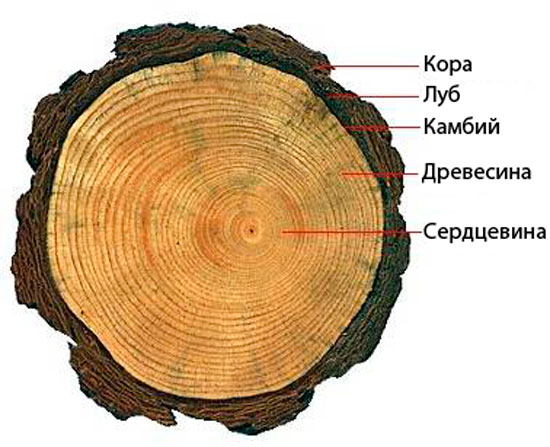 Кора
Луб
Камбий
Древесина
Сердцевина